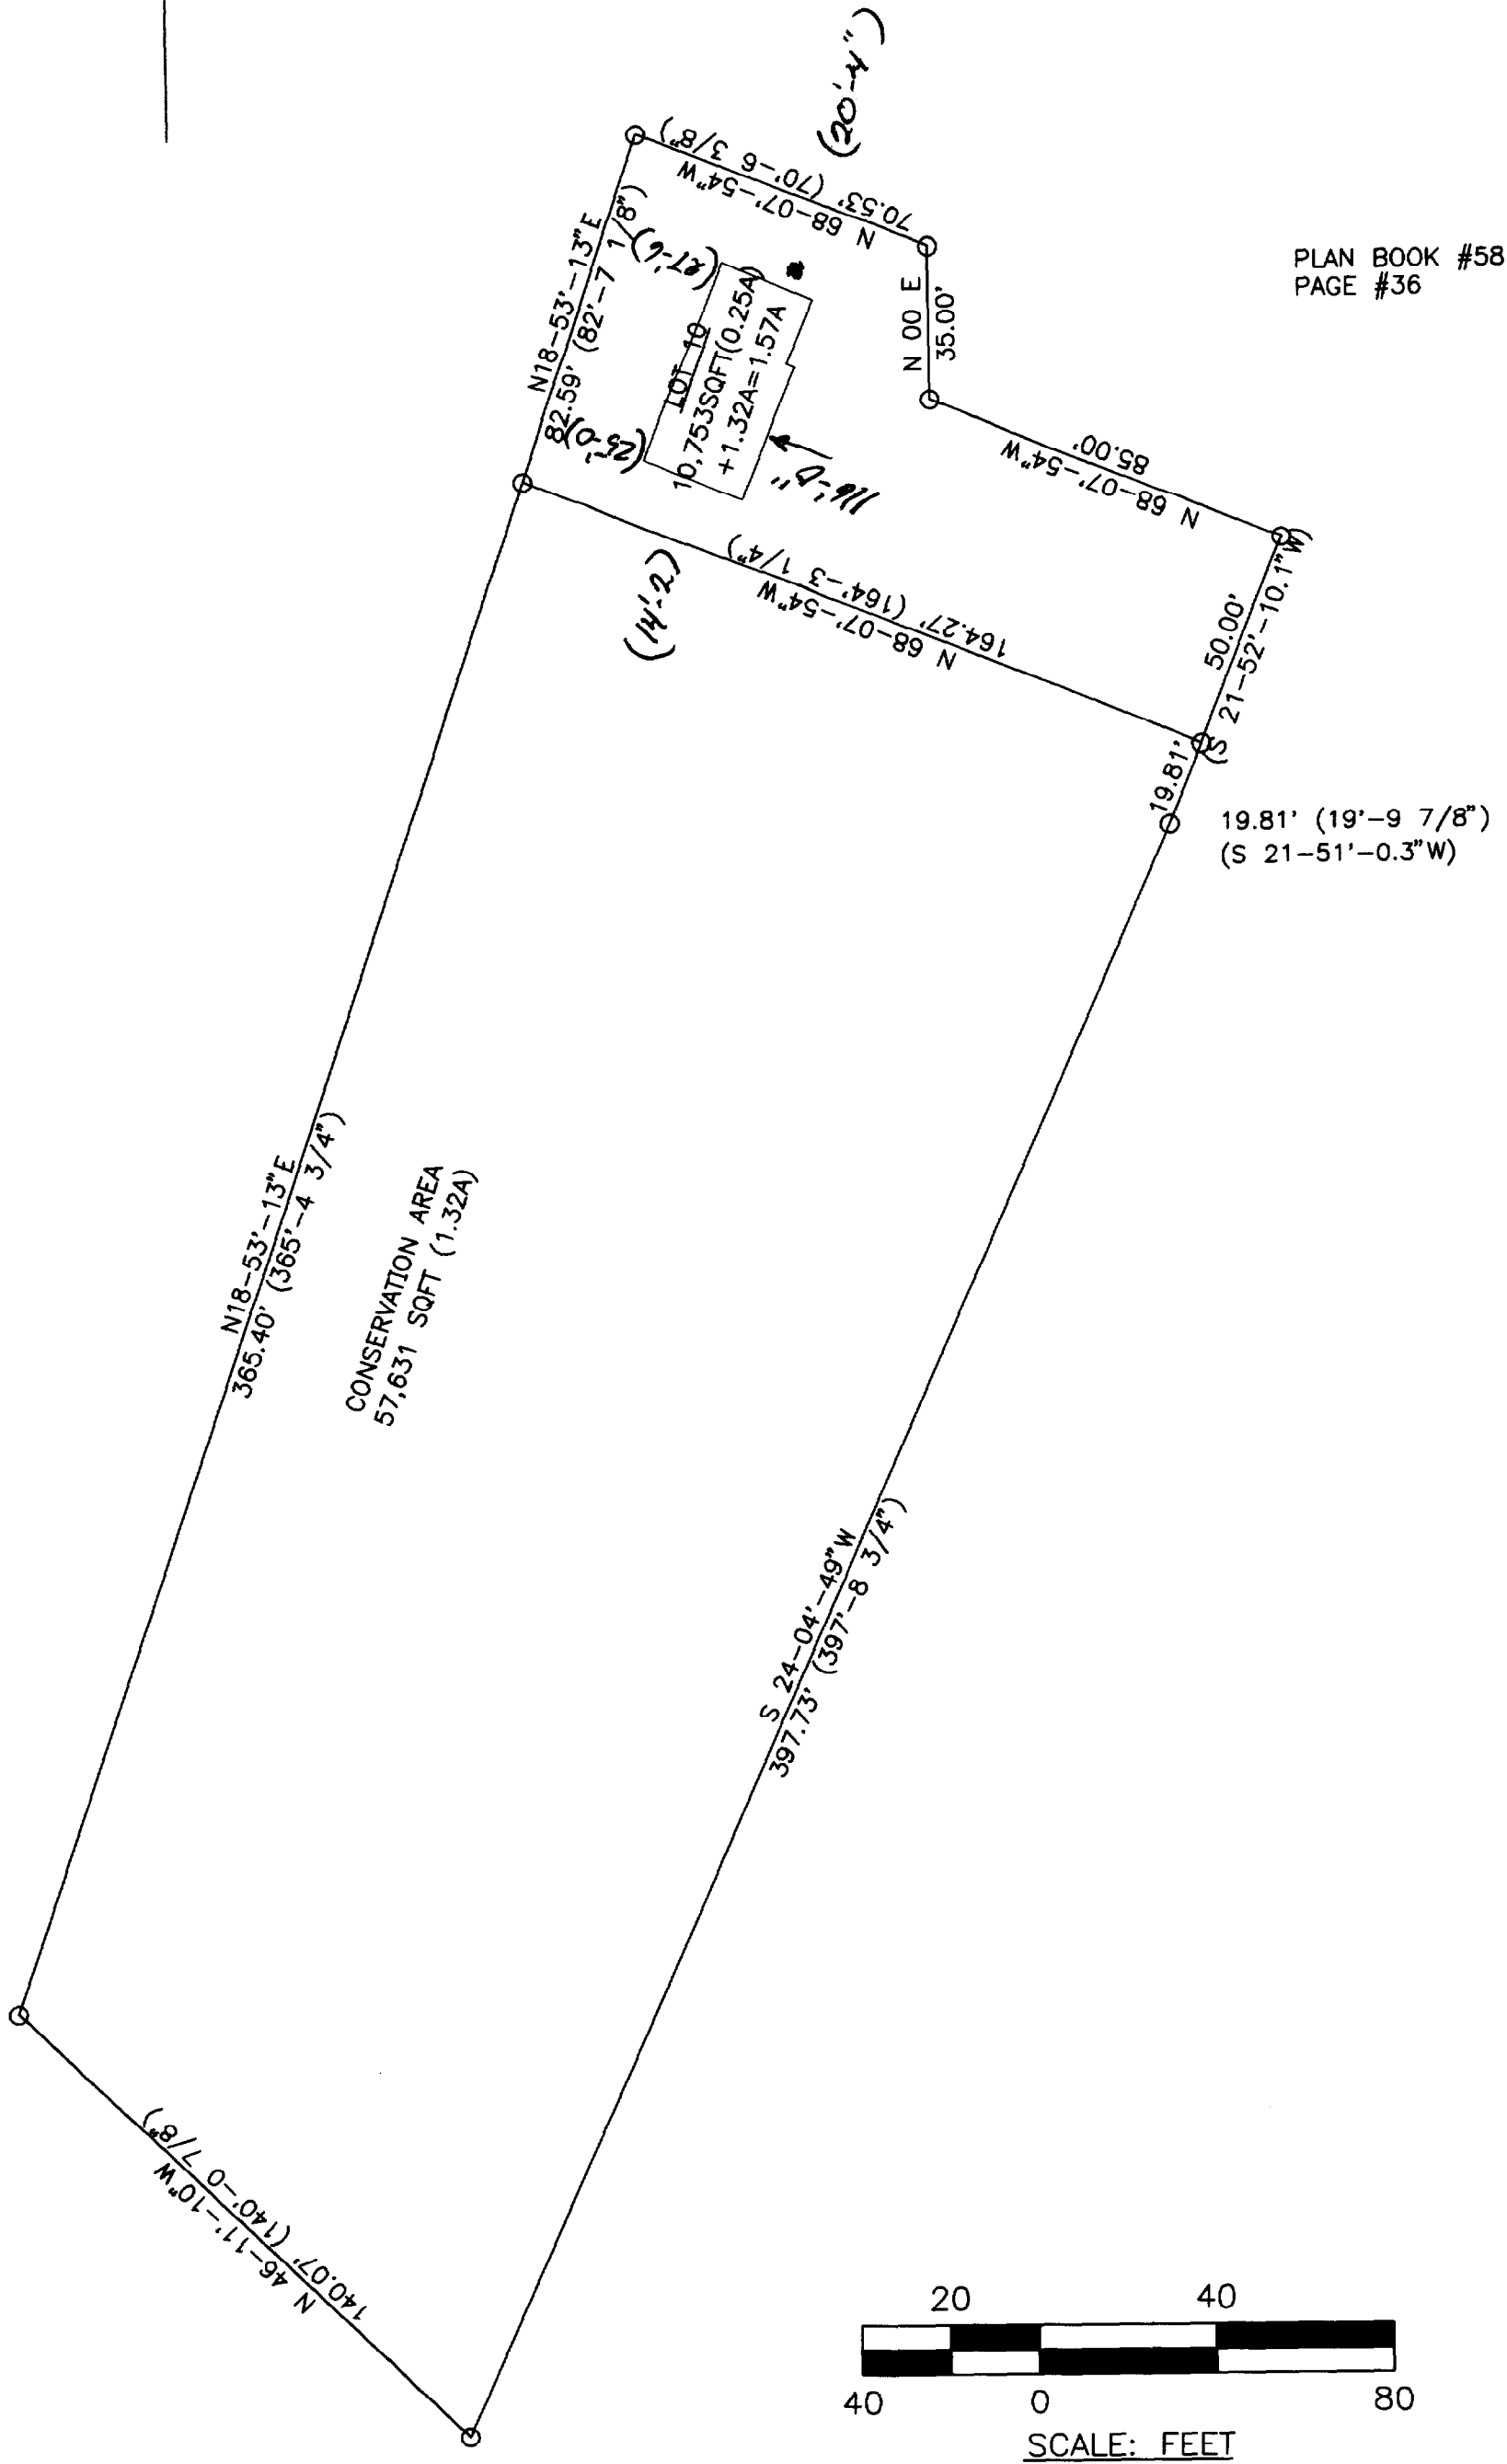 (20'-4")
70.53' (70'-6 3/8")
N 68-07'-54"W
N18-53'-13"E
82.59' (82'-7 1/8")
(27'-6")
PLAN BOOK #58
PAGE #36
N 00 E
35.00'
LOT 10
10,753SQFT(0.25A)
+1.32A=1.57A
(25'-0)
116'-0"
85.00'
N 68-07'-54"W
(14'-2)
164.27' (164'-3 1/4")
N 68-07'-54"W
50.00'
(S 21-52'-10.1"W)
19.81'
19.81' (19'-9 7/8")
(S 21-51'-0.3"W)
N18-53'-13"E
365.40' (365'-4 3/4")
CONSERVATION AREA
57,631 SQFT (1.32A)
S 24-04'-49"W
397.73' (397'-8 3/4")
140.07' (140'-0 7/8")
N 46-11'-10"W
20 40
40 0 80
SCALE: FEET